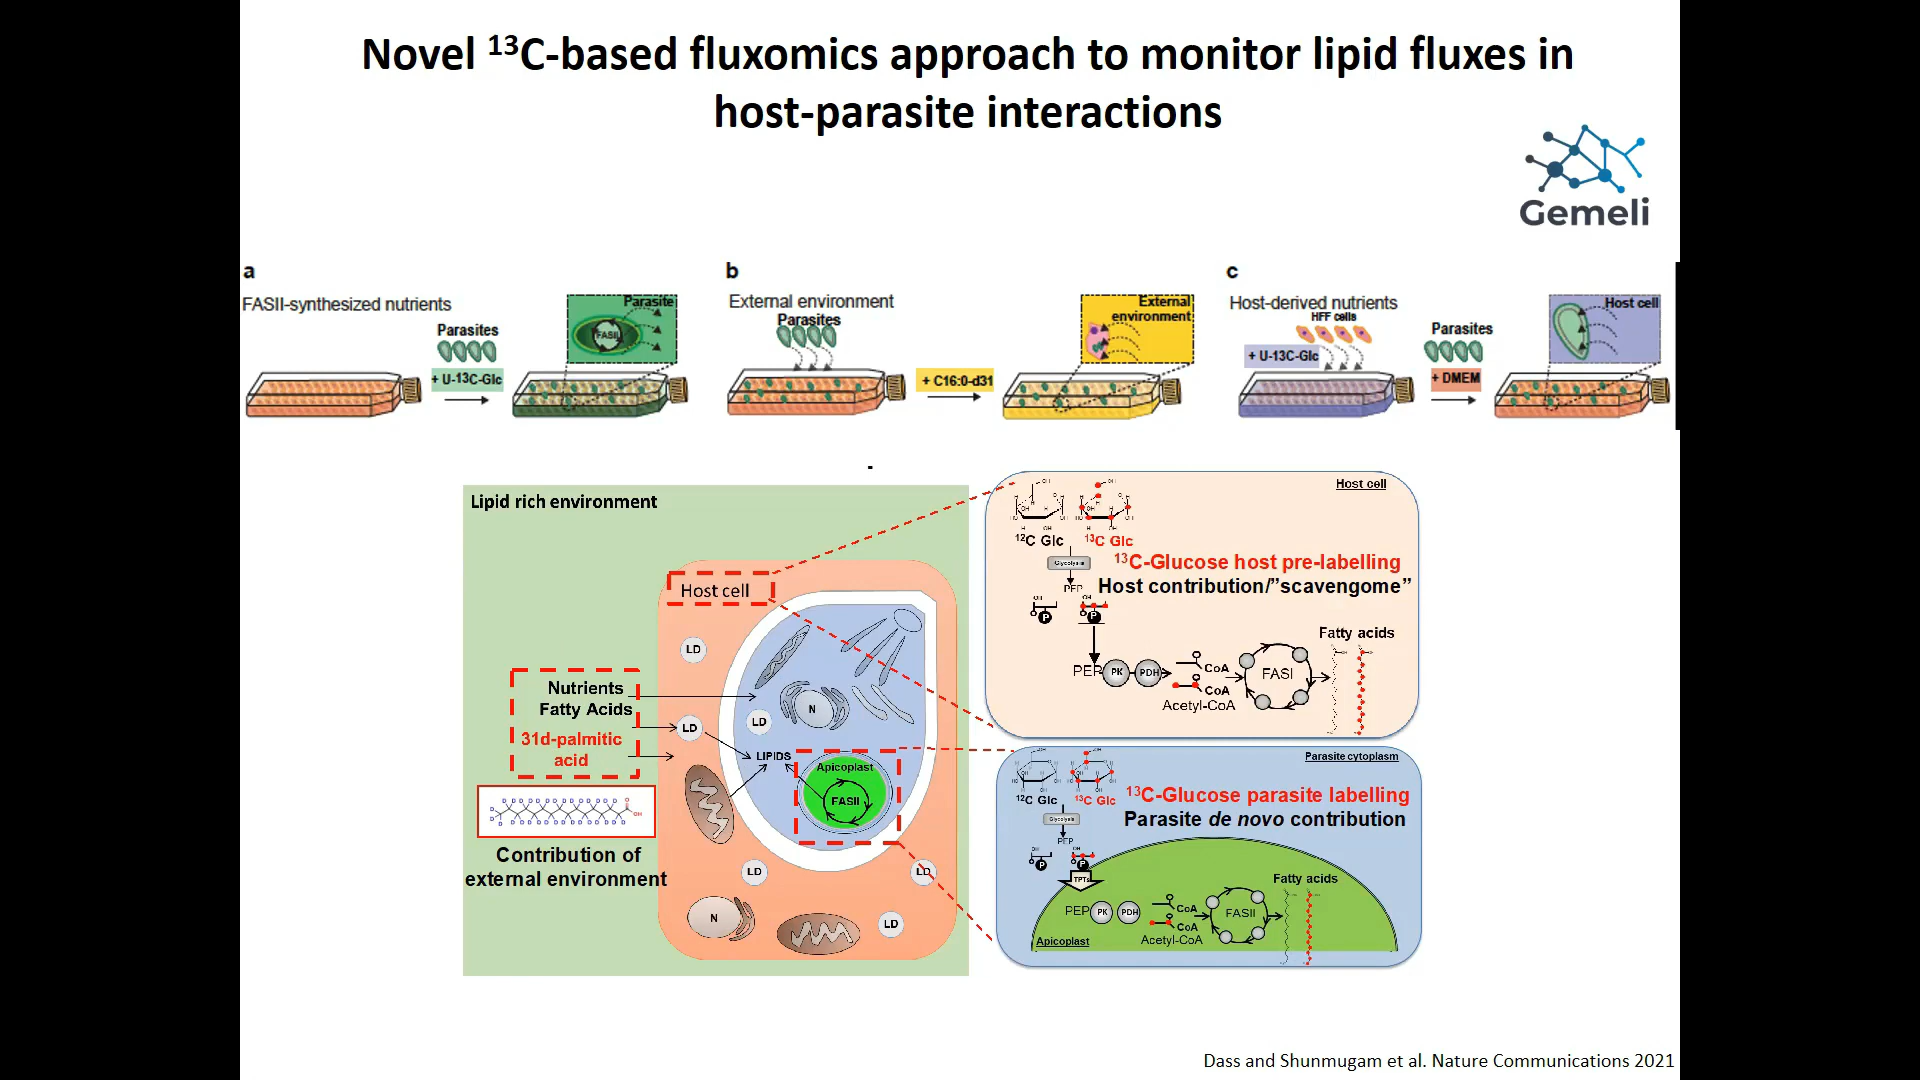 Novel ¹³C-based fluxomics approach to monitor lipid fluxes in
host-parasite interactions
Gemeli
a
FASII-synthesized nutrients
Parasites
+ U-13C-Glc
Parasite
FASII
b
External environment
Parasites
+ C16:0-d31
External
environment
c
Host-derived nutrients
HFF cells
+ U-13C-Glc
Parasites
+ DMEM
Host cell
Lipid rich environment
Host cell
LD
Nutrients
Fatty Acids
31d-palmitic
acid
LD
LD
N
LIPIDS
Apicoplast
FASII
Contribution of
external environment
LD
LD
N
LD
Host cell
¹²C Glc
¹³C Glc
Glycolysis
PEP
¹³C-Glucose host pre-labelling
Host contribution/”scavengome”
P
P
PEP
PK
PDH
CoA
CoA
Acetyl-CoA
FASI
Fatty acids
Parasite cytoplasm
¹²C Glc
¹³C Glc
Glycolysis
PEP
¹³C-Glucose parasite labelling
Parasite de novo contribution
P
P
TPTs
PEP
PK
PDH
CoA
CoA
Acetyl-CoA
FASII
Fatty acids
Apicoplast
Dass and Shunmugam et al. Nature Communications 2021